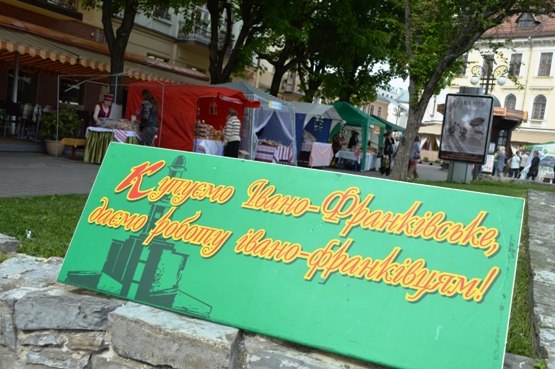 Купуємо Івано-Франківське,
даємо роботу івано-франківцям!